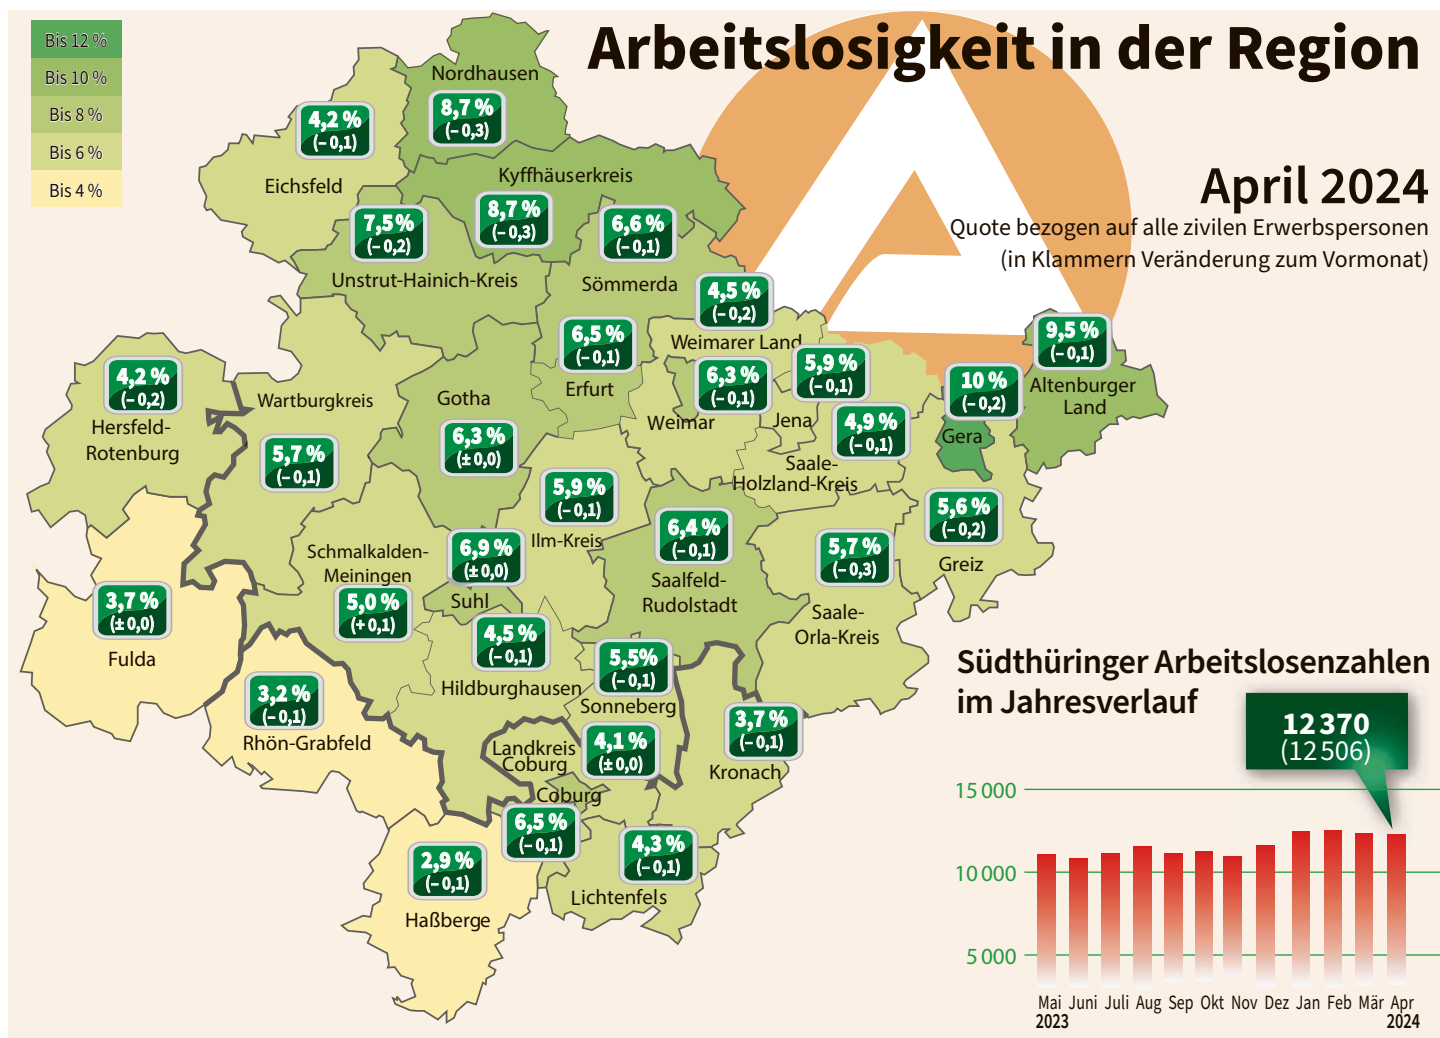 Arbeitslosigkeit in der Region
April 2024
Quote bezogen auf alle zivilen Erwerbspersonen
(in Klammern Veränderung zum Vormonat)
Bis 12 %
Bis 10 %
Bis 8 %
Bis 6 %
Bis 4 %
Nordhausen
8,7 %
(– 0,3)
4,2 %
(– 0,1)
Eichsfeld
Kyffhäuserkreis
8,7 %
(– 0,3)
7,5 %
(– 0,2)
Unstrut-Hainich-Kreis
6,6 %
(– 0,1)
Sömmerda
4,5 %
(– 0,2)
Weimarer Land
6,5 %
(– 0,1)
Erfurt
6,3 %
(– 0,1)
Weimar
5,9 %
(– 0,1)
Jena
4,9 %
(– 0,1)
Saale-
Holzland-Kreis
10 %
(– 0,2)
Gera
9,5 %
(– 0,1)
Altenburger
Land
4,2 %
(– 0,2)
Hersfeld-
Rotenburg
Wartburgkreis
5,7 %
(– 0,1)
Gotha
6,3 %
(± 0,0)
5,9 %
(– 0,1)
Ilm-Kreis
6,4 %
(– 0,1)
Saalfeld-
Rudolstadt
5,7 %
(– 0,3)
Saale-
Orla-Kreis
5,6 %
(– 0,2)
Greiz
Schmalkalden-
Meiningen
5,0 %
(+ 0,1)
6,9 %
(± 0,0)
Suhl
4,5 %
(– 0,1)
Hildburghausen
5,5%
(– 0,1)
Sonneberg
3,7 %
(± 0,0)
Fulda
3,2 %
(– 0,1)
Rhön-Grabfeld
Landkreis
Coburg
4,1 %
(± 0,0)
3,7 %
(– 0,1)
Kronach
Coburg
6,5 %
(– 0,1)
4,3 %
(– 0,1)
Lichtenfels
2,9 %
(– 0,1)
Haßberge
Südthüringer Arbeitslosenzahlen
im Jahresverlauf
12 370
(12 506)
15 000
10 000
5 000
Mai Juni Juli Aug Sep Okt Nov Dez Jan Feb Mär Apr
2023 2024